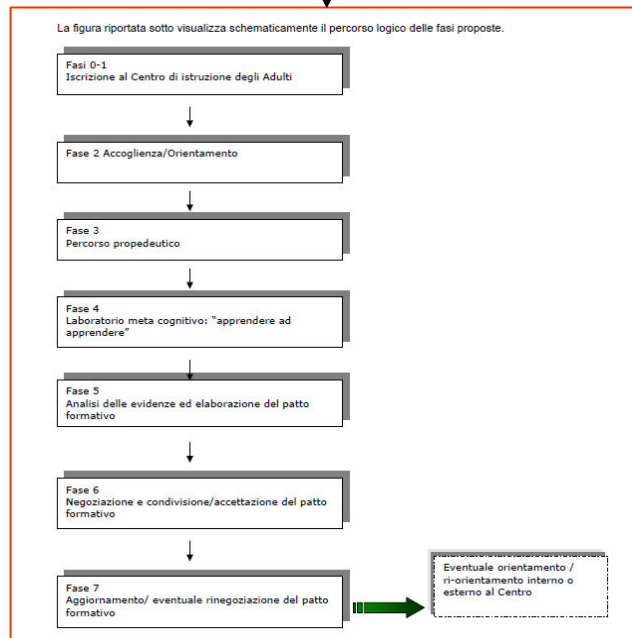 La figura riportata sotto visualizza schematicamente il percorso logico delle fasi proposte.
Fasi 0-1
Iscrizione al Centro di istruzione degli Adulti
Fase 2 Accoglienza/Orientamento
Fase 3
Percorso propedeutico
Fase 4
Laboratorio meta cognitivo: “apprendere ad
apprendere”
Fase 5
Analisi delle evidenze ed elaborazione del patto
formativo
Fase 6
Negoziazione e condivisione/accettazione del patto
formativo
Fase 7
Aggiornamento/ eventuale rinegoziazione del patto
formativo
Eventuale orientamento /
ri-orientamento interno o
esterno al Centro